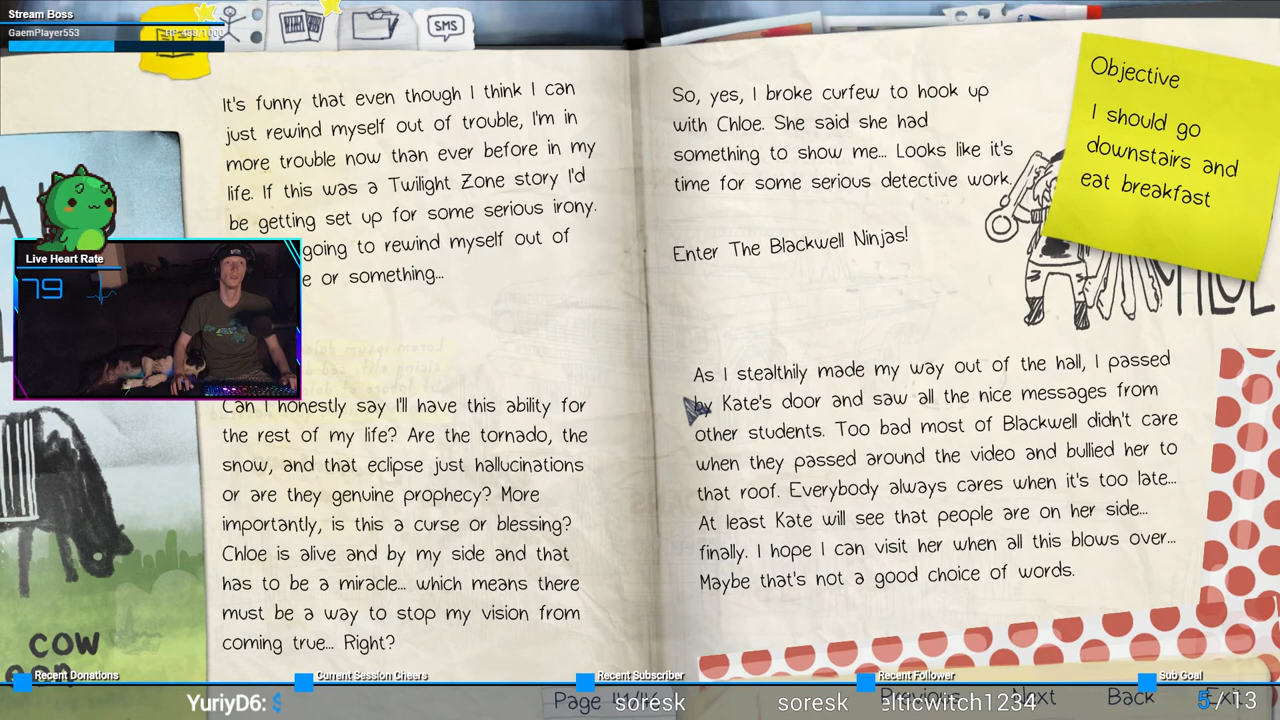 Stream Boss
GaemPlayer553
HP: 499/1000
SMS
It's funny that even though I think I can
just rewind myself out of trouble, I'm in
more trouble now than ever before in my
life. If this was a Twilight Zone story I'd
be getting set up for some serious irony.
going to rewind myself out of
e or something...
Live Heart Rate
79
Can I honestly say I'll have this ability for
the rest of my life? Are the tornado, the
snow, and that eclipse just hallucinations
or are they genuine prophecy? More
importantly, is this a curse or blessing?
Chloe is alive and by my side and that
has to be a miracle... which means there
must be a way to stop my vision from
coming true... Right?
COW
So, yes, I broke curfew to hook up
with Chloe. She said she had
something to show me... Looks like it's
time for some serious detective work.
Enter The Blackwell Ninjas!
Objective
I should go
downstairs and
eat breakfast
As I stealthily made my way out of the hall, I passed
by Kate's door and saw all the nice messages from
other students. Too bad most of Blackwell didn't care
when they passed around the video and bullied her to
that roof. Everybody always cares when it's too late...
At least Kate will see that people are on her side...
finally. I hope I can visit her when all this blows over...
Maybe that's not a good choice of words.
Recent Donations
Current Session Cheers
Recent Subscriber
Recent Follower
Sub Goal
YuriyD6: $
Page
soresk
soresk
elticwitch1234
Previous
Next
Back
Exit
5 / 13